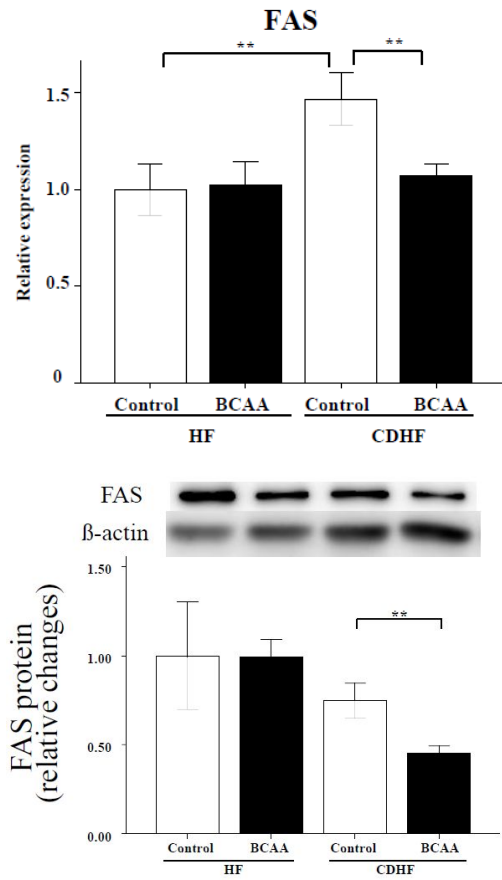 FAS
** **
1.5
1.0
0.5
0
Relative expression
Control BCAA Control BCAA
HF CDHF
FAS
ß-actin
1.50
1.00
0.50
0.00
FAS protein
(relative changes)
**
Control BCAA Control BCAA
HF CDHF